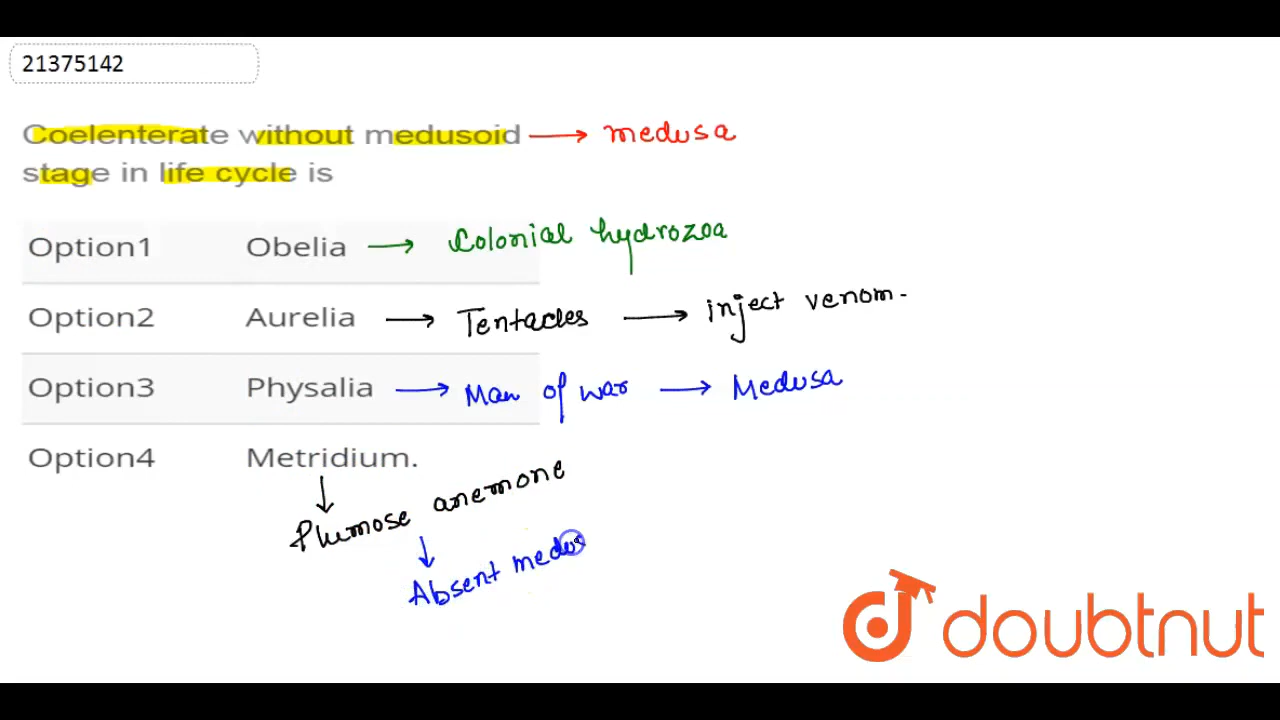 21375142
Coelenterate without medusoid → medusa
stage in life cycle is
Option1 Obelia → Colonial hydrozoa
Option2 Aurelia → Tentacles → inject venom.
Option3 Physalia → Man of war → Medusa
Option4 Metridium.
Plumose anemone
Absent medus
doubtnut